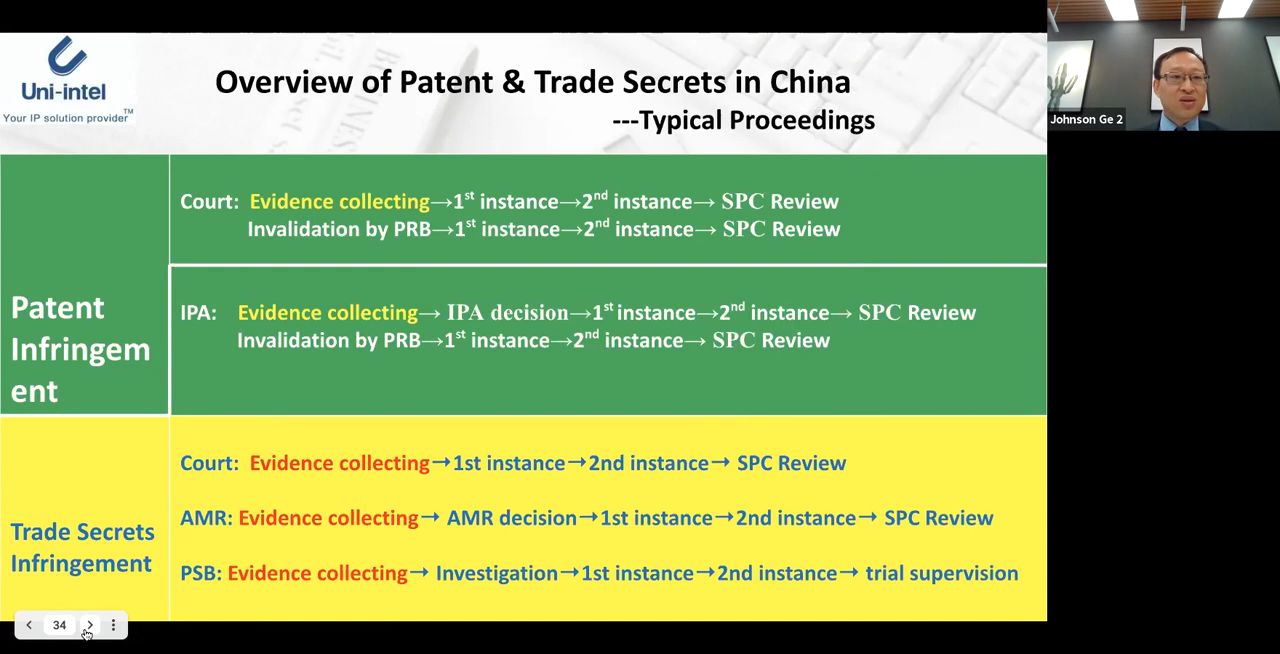 Uni-intel
TM
Your IP solution provider
Overview of Patent & Trade Secrets in China
---Typical Proceedings
Johnson Ge 2
Patent
Infringem
ent
Court: Evidence collecting→1st instance→2nd instance→ SPC Review
Invalidation by PRB→1st instance→2nd instance→ SPC Review
IPA: Evidence collecting→ IPA decision→1st instance→2nd instance→ SPC Review
Invalidation by PRB→1st instance→2nd instance→ SPC Review
Trade Secrets
Infringement
Court: Evidence collecting→1st instance→2nd instance→ SPC Review
AMR: Evidence collecting→ AMR decision→1st instance→2nd instance→ SPC Review
PSB: Evidence collecting→ Investigation→1st instance→2nd instance→ trial supervision
34